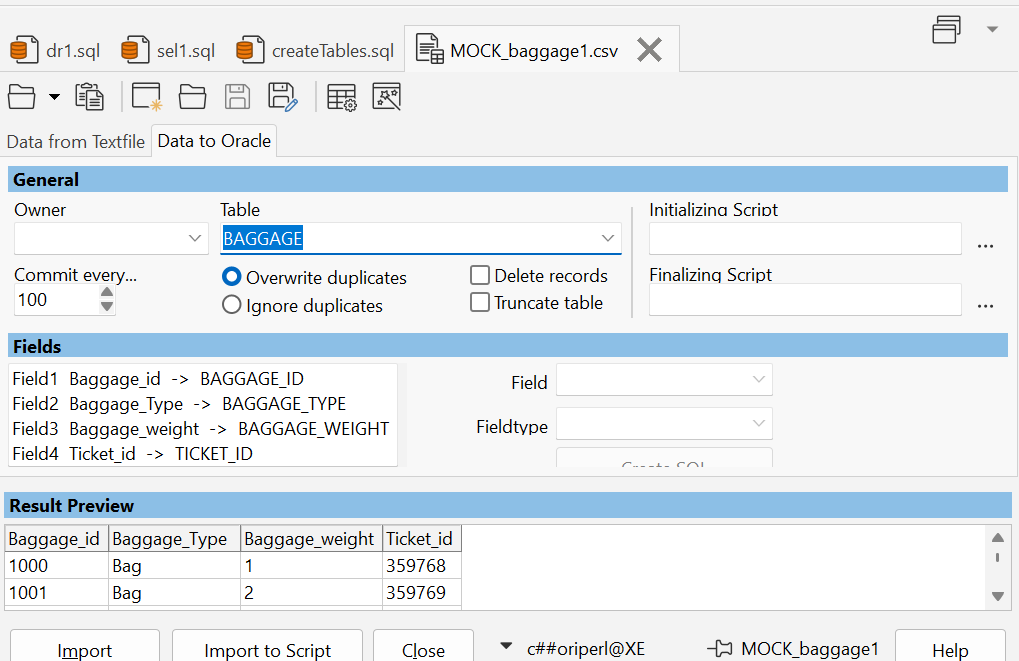 dr1.sql sel1.sql createTables.sql MOCK_baggage1.csv
Data from Textfile Data to Oracle
General
Owner Table Initializing Script
BAGGAGE ...
Commit every... Overwrite duplicates Delete records Finalizing Script
100 Ignore duplicates Truncate table ...
Fields
Field1 Baggage_id -> BAGGAGE_ID
Field2 Baggage_Type -> BAGGAGE_TYPE
Field3 Baggage_weight -> BAGGAGE_WEIGHT
Field4 Ticket_id -> TICKET_ID
Field
Fieldtype
Create SQL
Result Preview
Baggage_id Baggage_Type Baggage_weight Ticket_id
1000 Bag 1 359768
1001 Bag 2 359769
Import Import to Script Close c##oriperl@XE MOCK_baggage1 Help